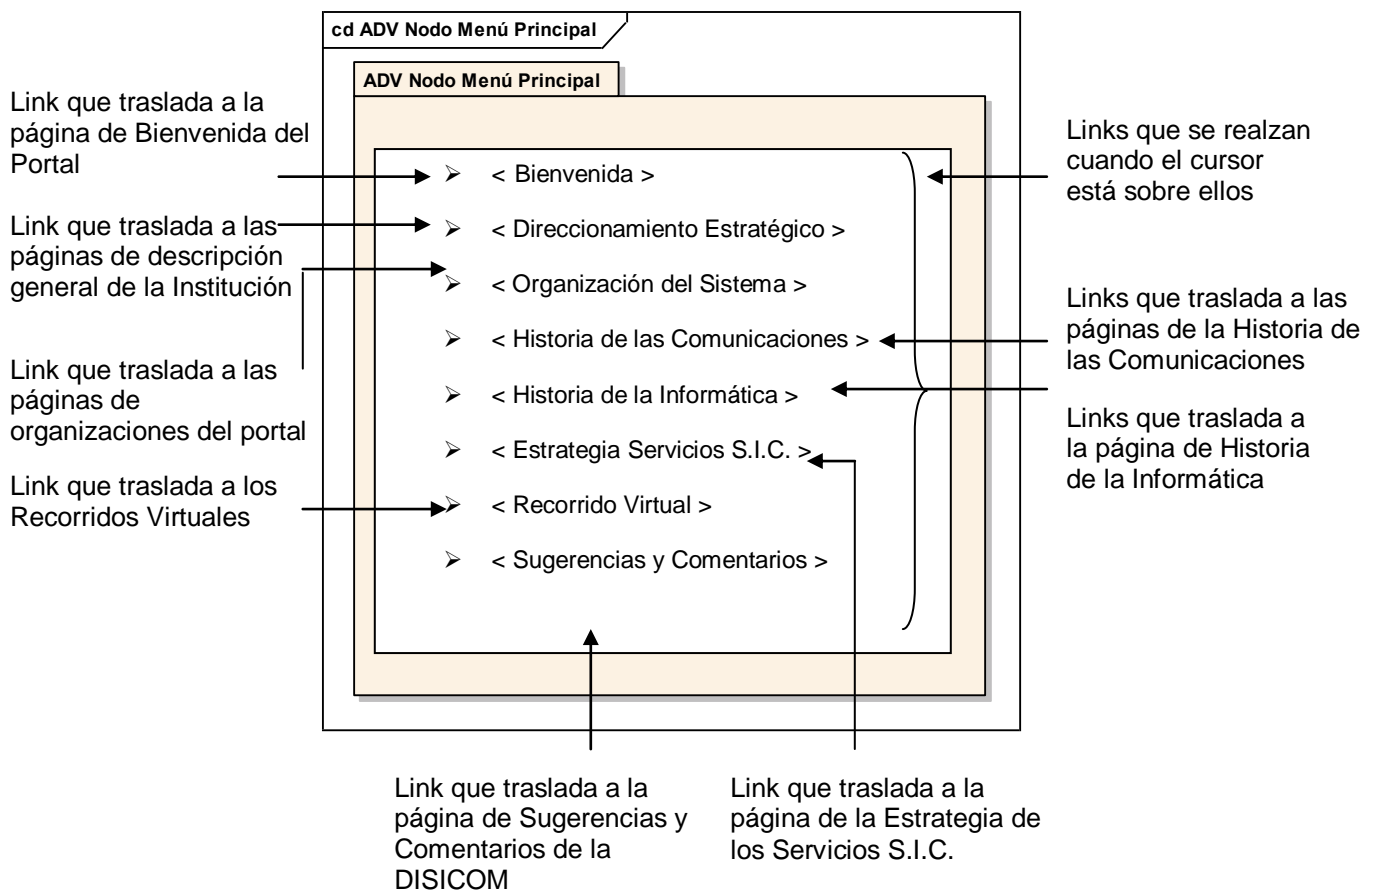 cd ADV Nodo Menú Principal
ADV Nodo Menú Principal
Link que traslada a la
página de Bienvenida del
Portal
Link que traslada a las
páginas de descripción
general de la Institución
Link que traslada a las
páginas de
organizaciones del portal
Link que traslada a los
Recorridos Virtuales
< Bienvenida >
< Direccionamiento Estratégico >
< Organización del Sistema >
< Historia de las Comunicaciones >
< Historia de la Informática >
< Estrategia Servicios S.I.C. >
< Recorrido Virtual >
< Sugerencias y Comentarios >
Links que se realzan
cuando el cursor
está sobre ellos
Links que traslada a las
páginas de la Historia de
las Comunicaciones
Links que traslada a
la página de Historia
de la Informática
Link que traslada a la
página de Sugerencias y
Comentarios de la
DISICOM
Link que traslada a la
página de la Estrategia de
los Servicios S.I.C.